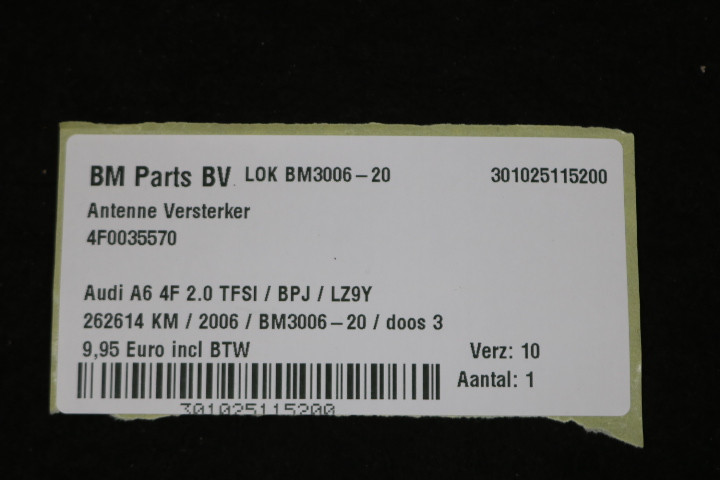 BM Parts BV LOK BM3006-20 301025115200
Antenne Versterker
4F0035570
Audi A6 4F 2.0 TFSI / BPJ / LZ9Y
262614 KM / 2006 / BM3006-20 / doos 3
9,95 Euro incl BTW Verz: 10
Aantal: 1
301025115200